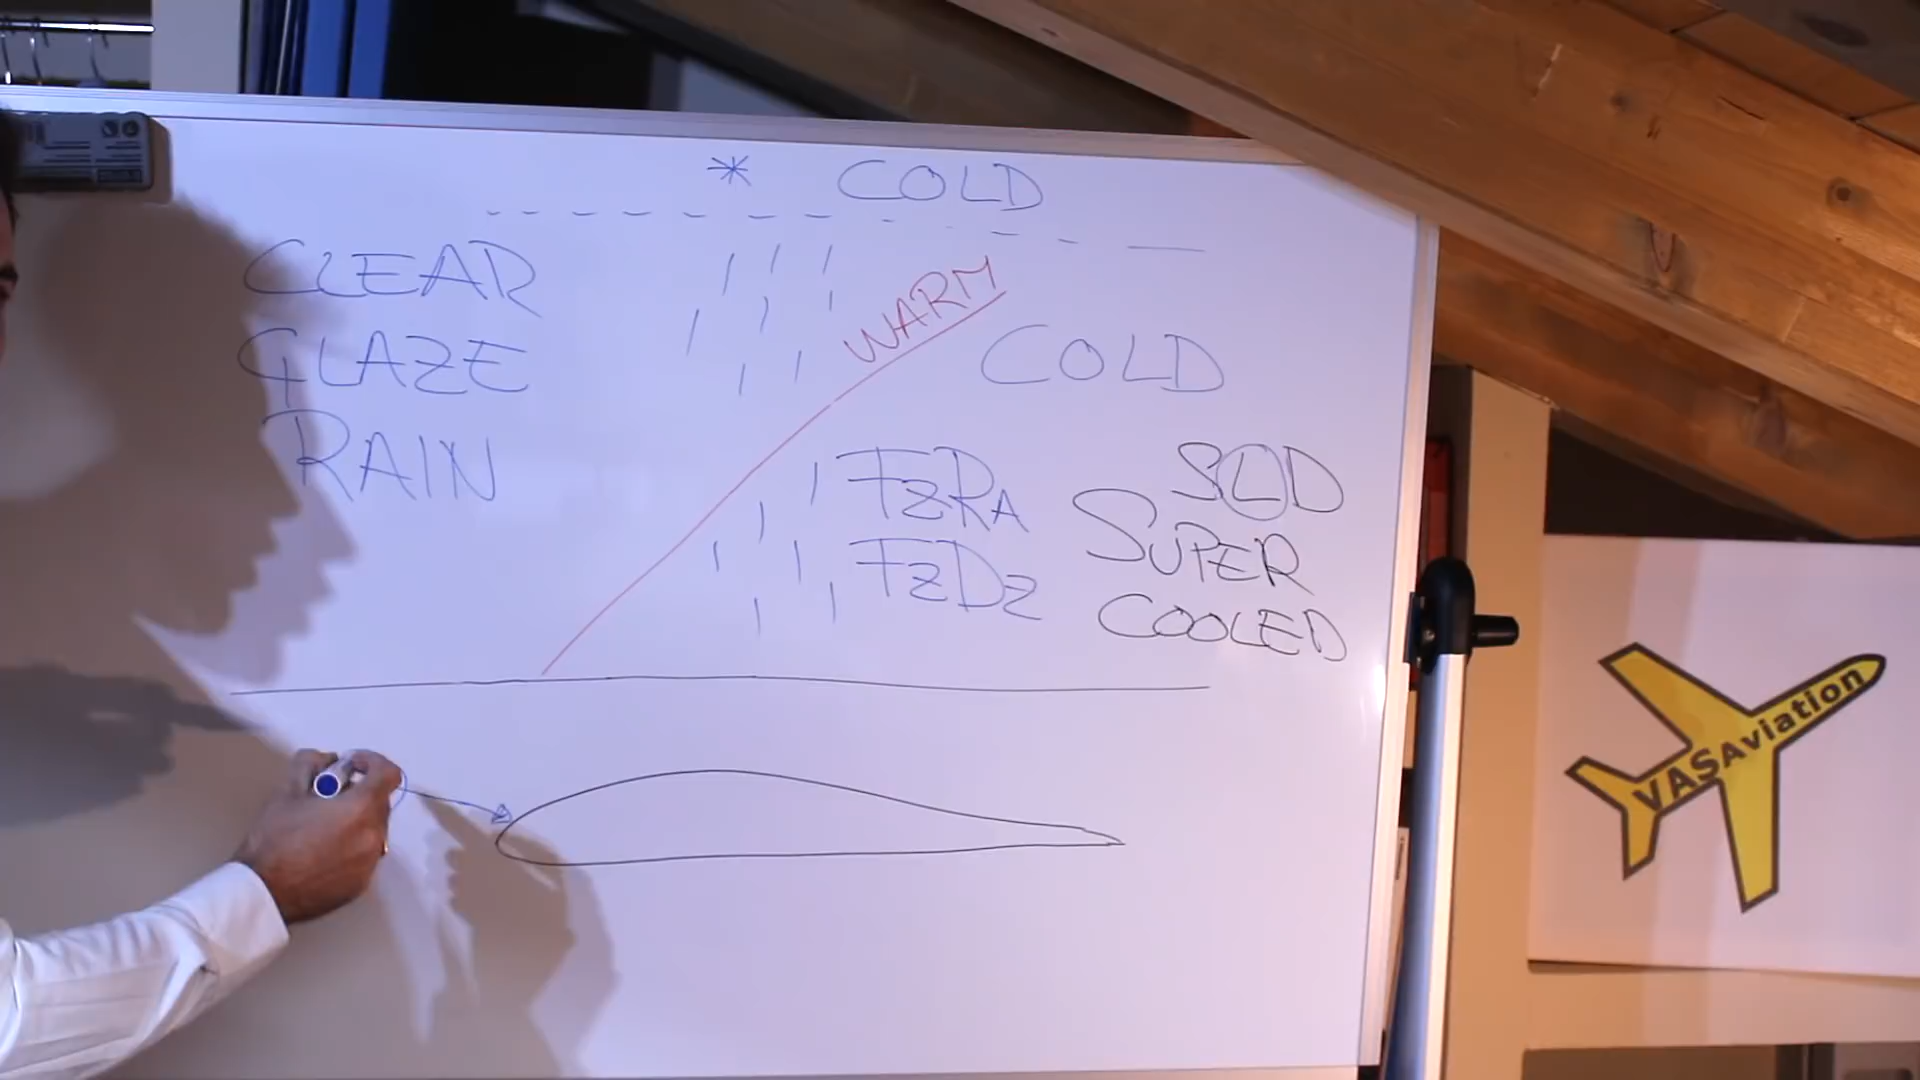 * COLD
CLEAR
GLAZE
RAIN
WARM
COLD
FzRA
FzDz
SLD
SUPER
COOLED
VASAviation